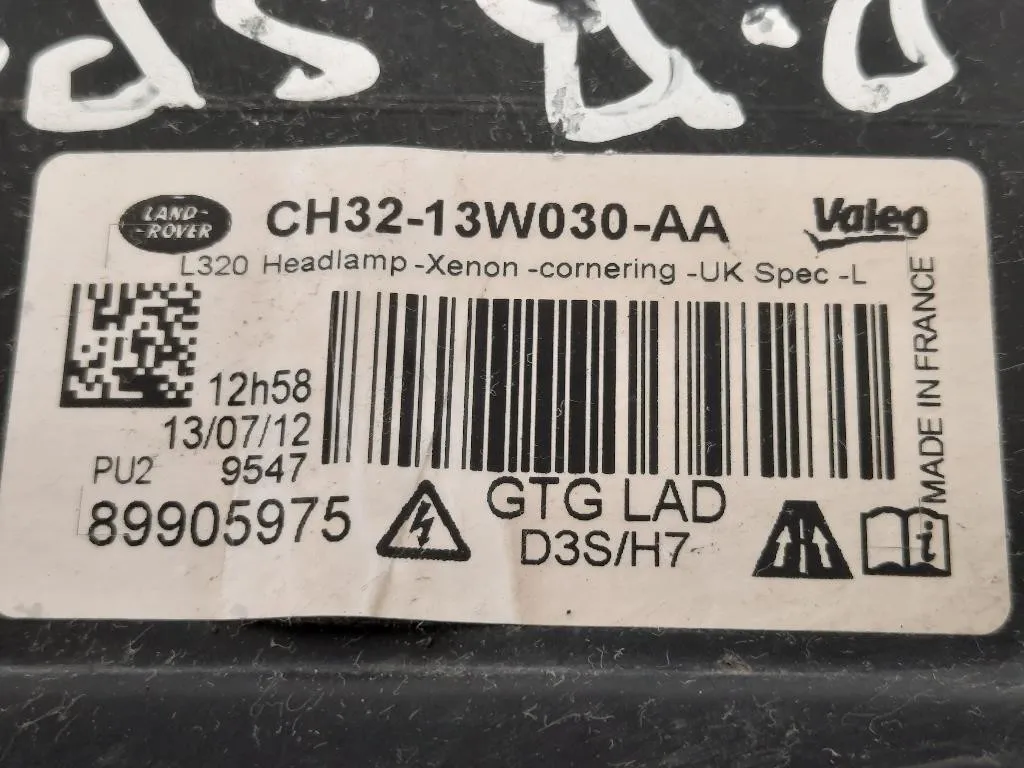 LAND-
-ROVER
CH32-13W030-AA
Valeo
L320 Headlamp -Xenon -cornering -UK Spec -L
MADE IN FRANCE
12h58
13/07/12
PU2 9547
89905975
GTG LAD
D3S/H7
i